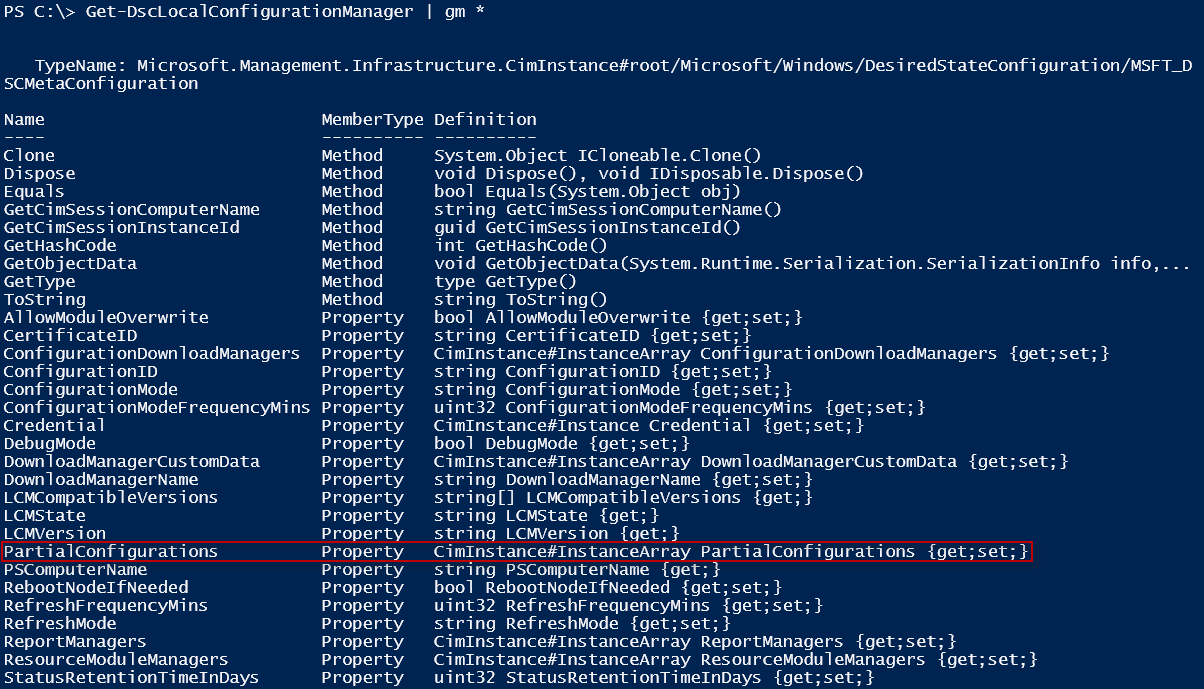 PS C:\> Get-DscLocalConfigurationManager | gm *
TypeName: Microsoft.Management.Infrastructure.CimInstance#root/Microsoft/Windows/DesiredStateConfiguration/MSFT_D
SCMetaConfiguration
Name MemberType Definition
---- ---------- ----------
Clone Method System.Object ICloneable.Clone()
Dispose Method void Dispose(), void IDisposable.Dispose()
Equals Method bool Equals(System.Object obj)
GetCimSessionComputerName Method string GetCimSessionComputerName()
GetCimSessionInstanceId Method guid GetCimSessionInstanceId()
GetHashCode Method int GetHashCode()
GetObjectData Method void GetObjectData(System.Runtime.Serialization.SerializationInfo info,...
GetType Method type GetType()
ToString Method string ToString()
AllowModuleOverwrite Property bool AllowModuleOverwrite {get;set;}
CertificateID Property string CertificateID {get;set;}
ConfigurationDownloadManagers Property CimInstance#InstanceArray ConfigurationDownloadManagers {get;set;}
ConfigurationID Property string ConfigurationID {get;set;}
ConfigurationMode Property string ConfigurationMode {get;set;}
ConfigurationModeFrequencyMins Property uint32 ConfigurationModeFrequencyMins {get;set;}
Credential Property CimInstance#Instance Credential {get;set;}
DebugMode Property bool DebugMode {get;set;}
DownloadManagerCustomData Property CimInstance#InstanceArray DownloadManagerCustomData {get;set;}
DownloadManagerName Property string DownloadManagerName {get;set;}
LCMCompatibleVersions Property string[] LCMCompatibleVersions {get;}
LCMState Property string LCMState {get;}
LCMVersion Property string LCMVersion {get;}
PartialConfigurations Property CimInstance#InstanceArray PartialConfigurations {get;set;}
PSComputerName Property string PSComputerName {get;}
RebootNodeIfNeeded Property bool RebootNodeIfNeeded {get;set;}
RefreshFrequencyMins Property uint32 RefreshFrequencyMins {get;set;}
RefreshMode Property string RefreshMode {get;set;}
ReportManagers Property CimInstance#InstanceArray ReportManagers {get;set;}
ResourceModuleManagers Property CimInstance#InstanceArray ResourceModuleManagers {get;set;}
StatusRetentionTimeInDays Property uint32 StatusRetentionTimeInDays {get;set;}